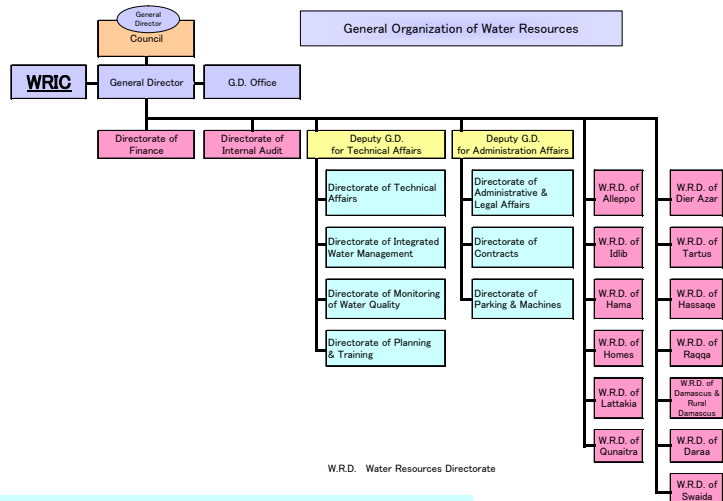 General
Director
Council
General Organization of Water Resources
WRIC
General Director
G.D. Office
Directorate of
Finance
Directorate of
Internal Audit
Deputy G.D.
for Technical Affairs
Deputy G.D.
for Administration Affairs
Directorate of Technical
Affairs
Directorate of Integrated
Water Management
Directorate of Monitoring
of Water Quality
Directorate of Planning
& Training
Directorate of
Administrative &
Legal Affairs
Directorate of
Contracts
Directorate of
Parking & Machines
W.R.D. of
Alleppo
W.R.D. of
Idlib
W.R.D. of
Hama
W.R.D. of
Homes
W.R.D. of
Lattakia
W.R.D. of
Qunaitra
W.R.D. of
Dier Azar
W.R.D. of
Tartus
W.R.D. of
Hassaqe
W.R.D. of
Raqqa
W.R.D. of
Damascus &
Rural
Damascus
W.R.D. of
Daraa
W.R.D. of
Swaida
W.R.D. Water Resources Directorate